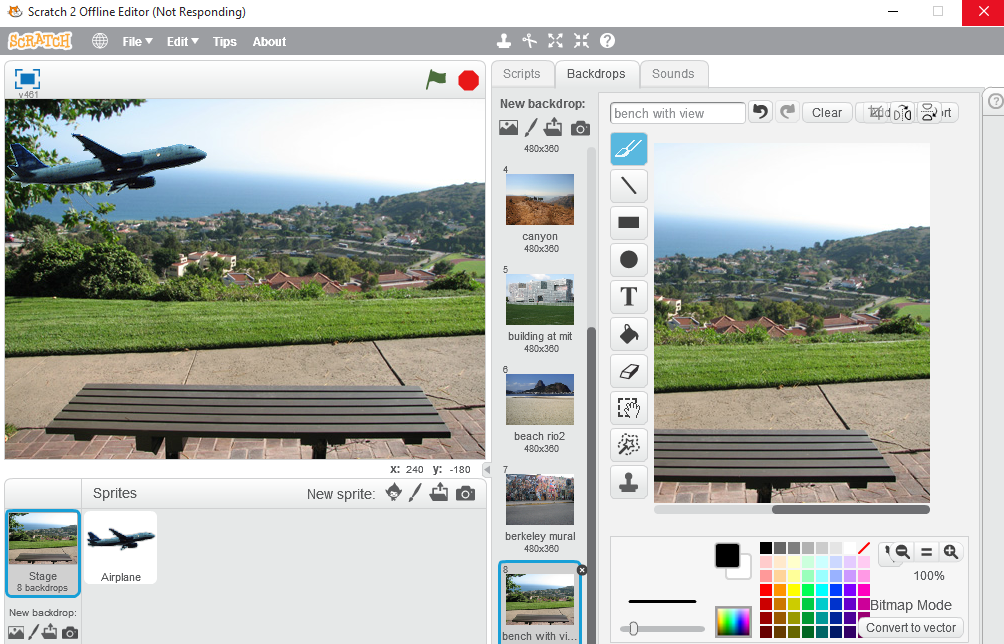 Scratch 2 Offline Editor (Not Responding)
SCRATCH File Edit Tips About
v461
Scripts Backdrops Sounds
New backdrop:
bench with view
Clear
480x360
4
canyon
480x360
5
building at mit
480x360
6
beach rio2
480x360
7
berkeley mural
480x360
8
bench with vi...
T
x: 240 y: -180
Sprites
New sprite:
Stage
8 backdrops
Airplane
New backdrop:
100%
Bitmap Mode
Convert to vector